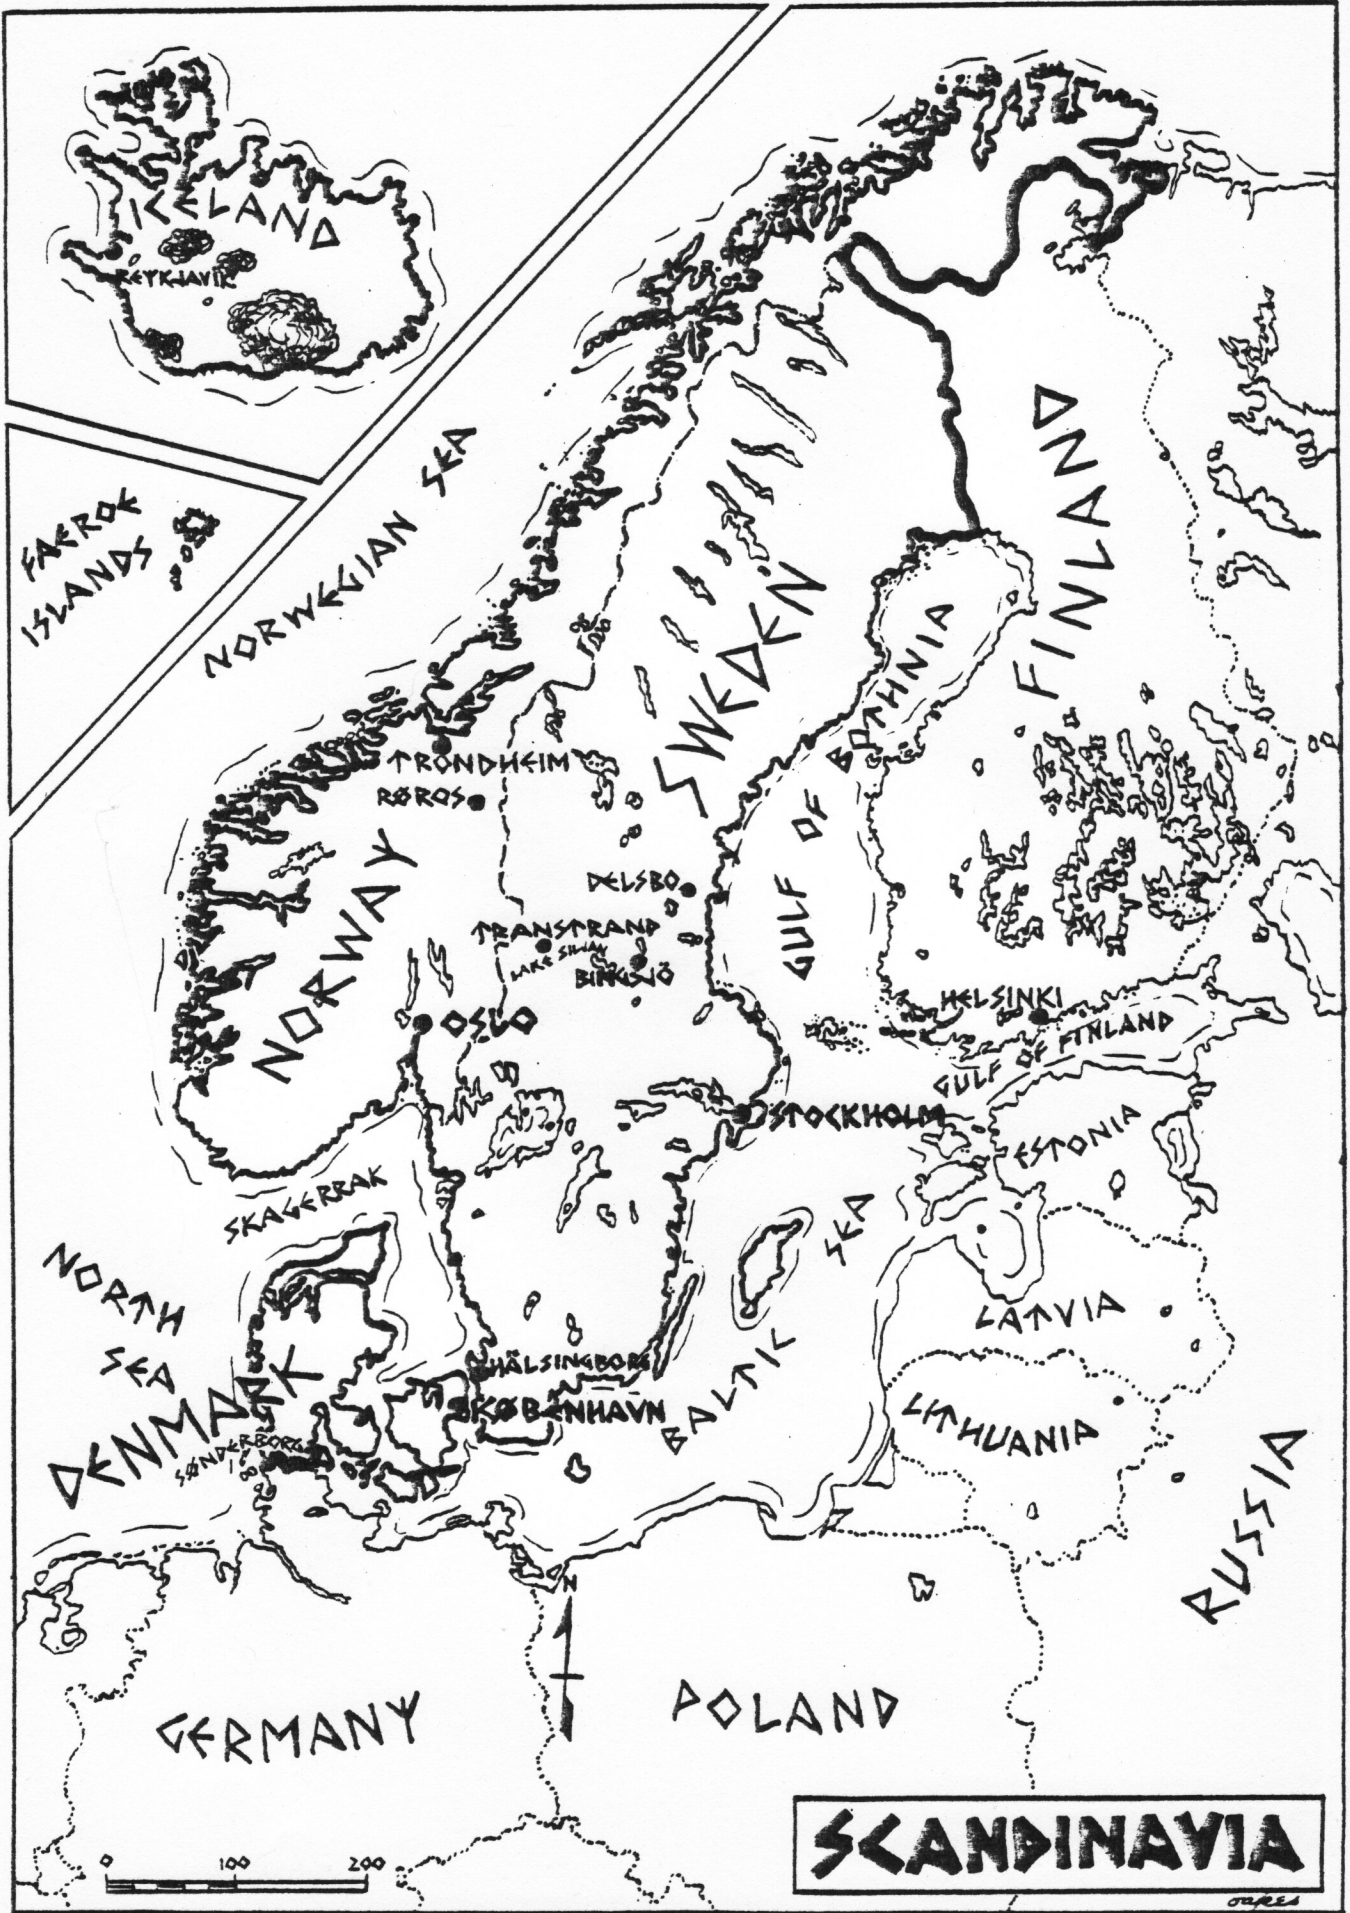 ICELAND
REYKJAVIK
FAEROE
ISLANDS
NORWEGIAN SEA
FINLAND
SWEDEN
GULF OF BOTHNIA
TRONDHEIM
RØROS
NORWAY
DELSBO
TRANSTRAND
LAKE SILJAN
BINGSJÖ
OSLO
HELSINKI
GULF OF FINLAND
STOCKHOLM
ESTONIA
SKAGERRAK
NORTH
SEA
BALTIC SEA
LATVIA
HÄLSINGBORG
KØBENHAVN
DENMARK
SØNDERBORG
LITHUANIA
RUSSIA
N
GERMANY
POLAND
SCANDINAVIA
0 100 200